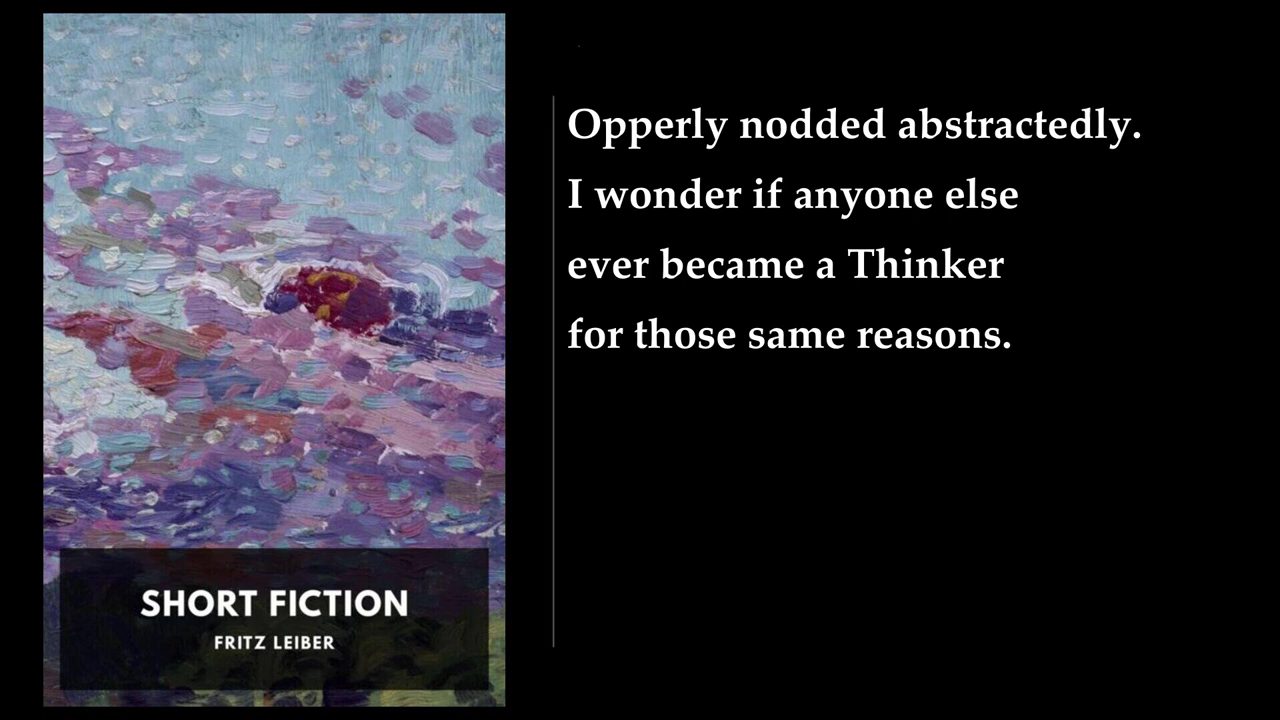 SHORT FICTION
FRITZ LEIBER
Opperly nodded abstractedly.
I wonder if anyone else
ever became a Thinker
for those same reasons.